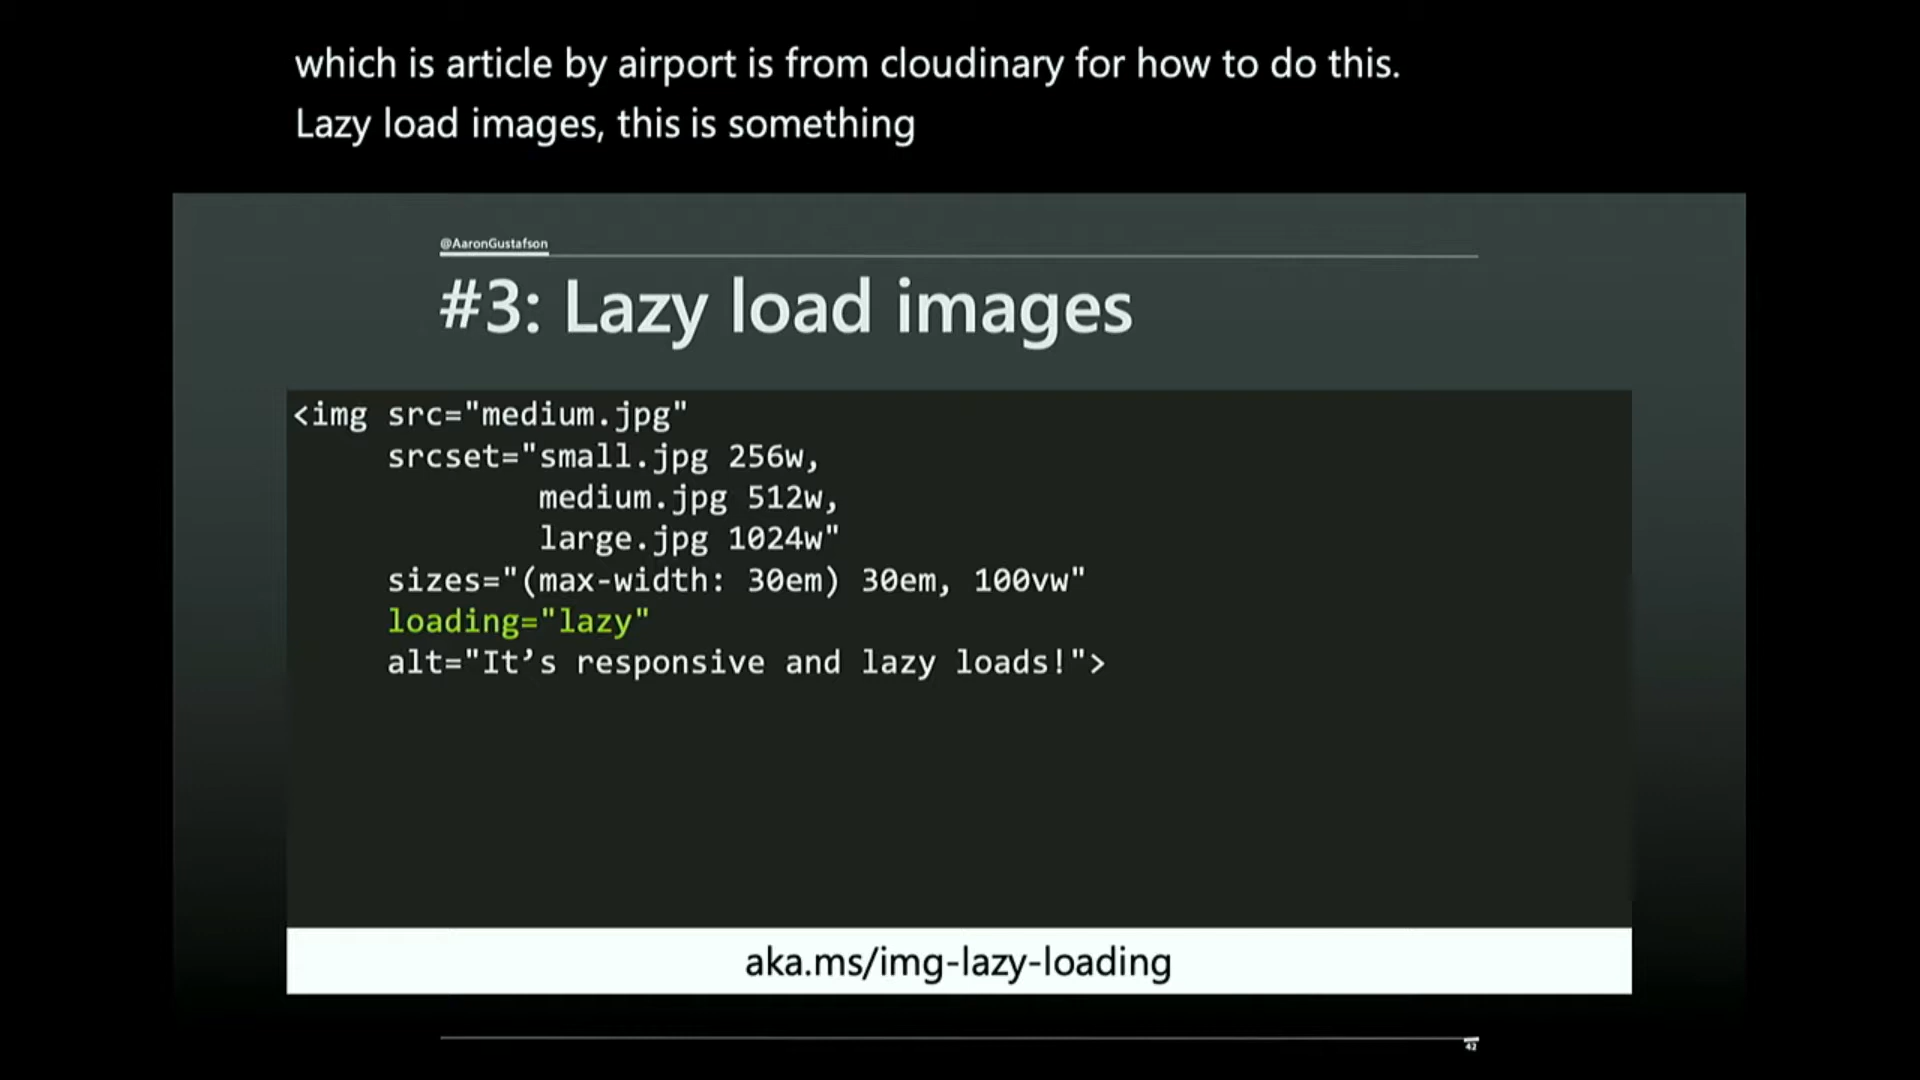 which is article by airport is from cloudinary for how to do this.
Lazy load images, this is something
@AaronGustafson
#3: Lazy load images
<img src="medium.jpg"
srcset="small.jpg 256w,
medium.jpg 512w,
large.jpg 1024w"
sizes="(max-width: 30em) 30em, 100vw"
loading="lazy"
alt="It’s responsive and lazy loads!">
aka.ms/img-lazy-loading
42